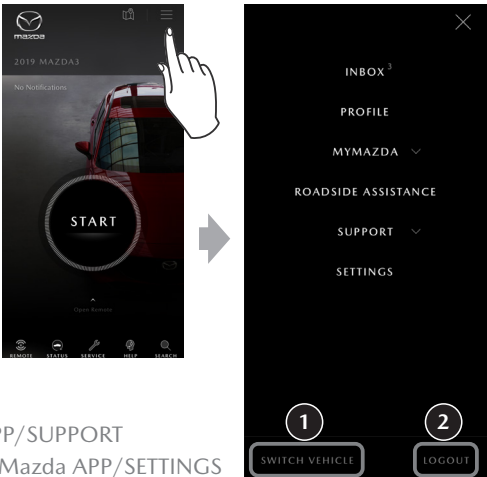 mazda
2019 MAZDA3
No Notifications
START
Open Remote
REMOTE STATUS SERVICE HELP SEARCH
INBOX 3
PROFILE
MYMAZDA
ROADSIDE ASSISTANCE
SUPPORT
SETTINGS
1 2
SWITCH VEHICLE LOGOUT
PP/SUPPORT
Mazda APP/SETTINGS